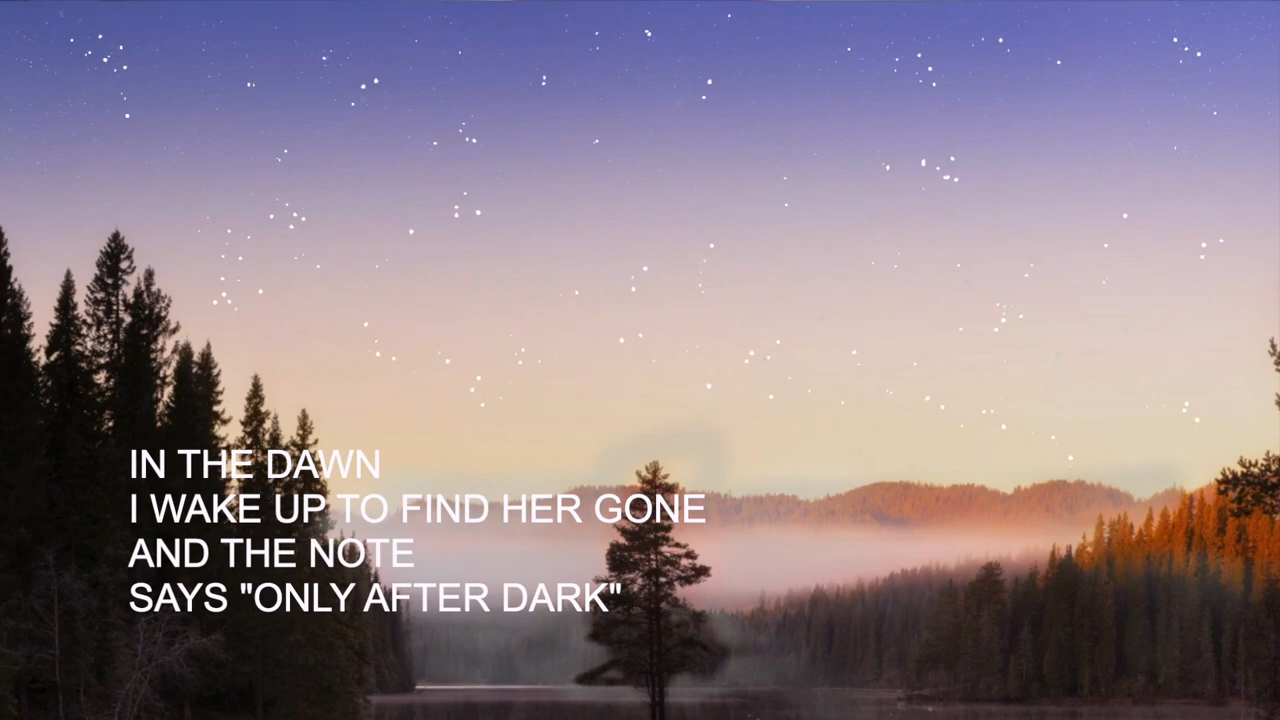 IN THE DAWN
I WAKE UP TO FIND HER GONE
AND THE NOTE
SAYS "ONLY AFTER DARK"